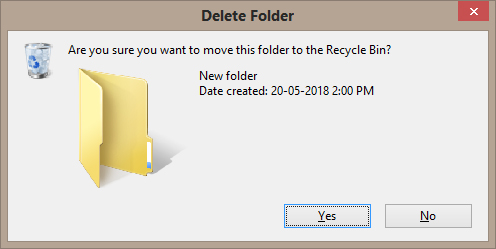 Delete Folder
Are you sure you want to move this folder to the Recycle Bin?
New folder
Date created: 20-05-2018 2:00 PM
Yes
No